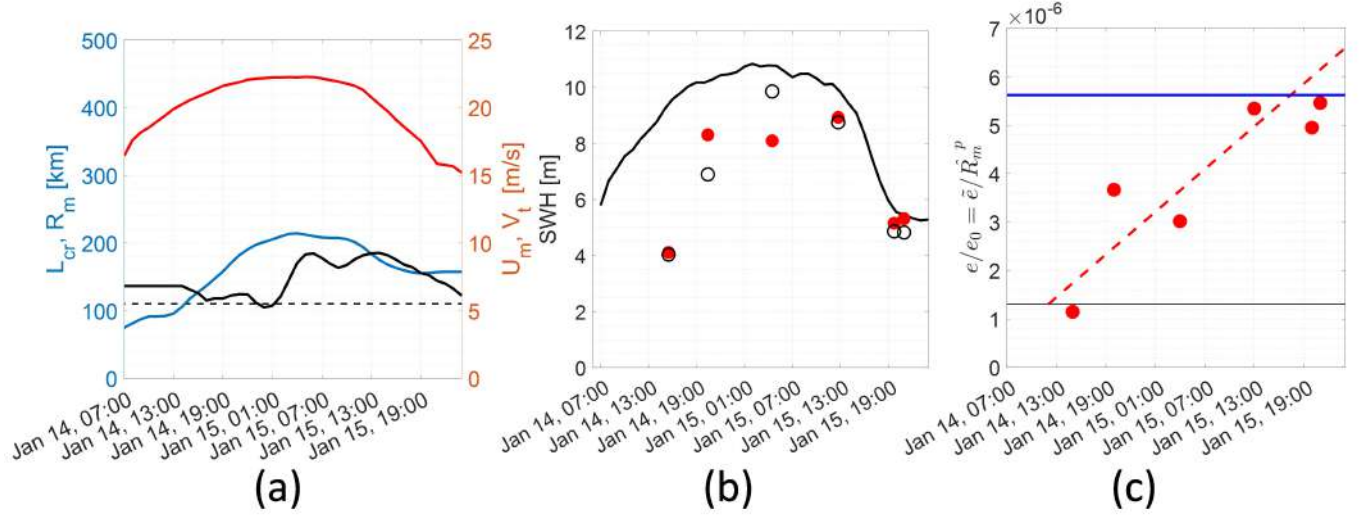 500
400
300
200
100
0
L_cr, R_m [km]
25
20
15
10
5
0
U_m, V_t [m/s]
Jan 14, 07:00
Jan 14, 13:00
Jan 14, 19:00
Jan 15, 01:00
Jan 15, 07:00
Jan 15, 13:00
Jan 15, 19:00
(a)
12
10
8
6
4
2
0
SWH [m]
Jan 14, 07:00
Jan 14, 13:00
Jan 14, 19:00
Jan 15, 01:00
Jan 15, 07:00
Jan 15, 13:00
Jan 15, 19:00
(b)
×10^-6
7
6
5
4
3
2
1
0
e/e_0 = ẽ/R̂_m^p
Jan 14, 07:00
Jan 14, 13:00
Jan 14, 19:00
Jan 15, 01:00
Jan 15, 07:00
Jan 15, 13:00
Jan 15, 19:00
(c)